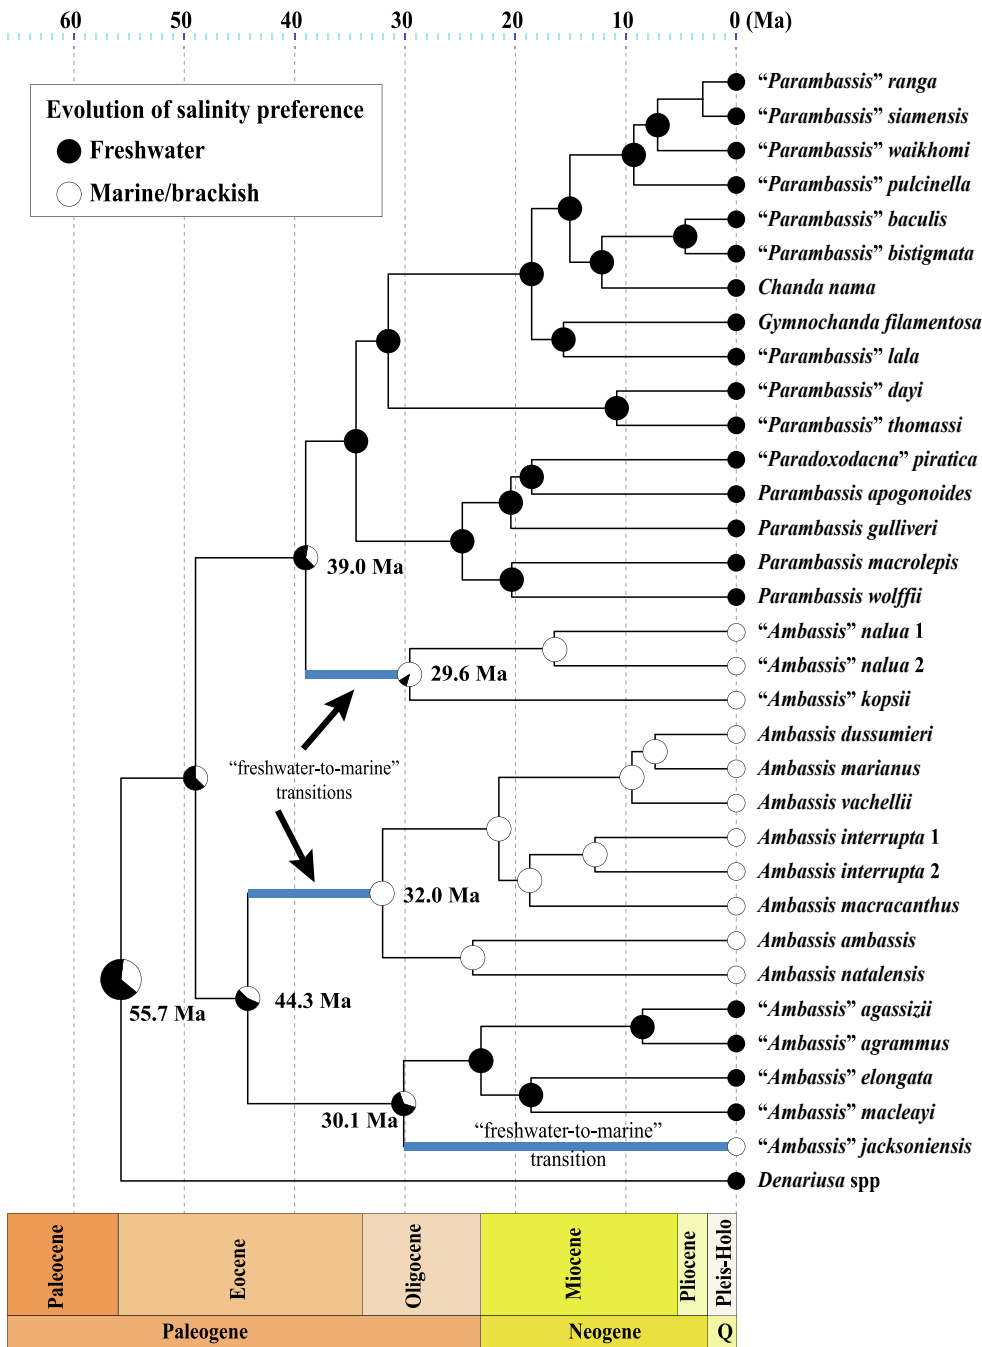 60 50 40 30 20 10 0 (Ma)
Evolution of salinity preference
Freshwater
Marine/brackish
“Parambassis” ranga
“Parambassis” siamensis
“Parambassis” waikhomi
“Parambassis” pulcinella
“Parambassis” baculis
“Parambassis” bistigmata
Chanda nama
Gymnochanda filamentosa
“Parambassis” lala
“Parambassis” dayi
“Parambassis” thomassi
“Paradoxodacna” piratica
Parambassis apogonoides
Parambassis gulliveri
Parambassis macrolepis
Parambassis wolffii
“Ambassis” nalua 1
“Ambassis” nalua 2
“Ambassis” kopsii
Ambassis dussumieri
Ambassis marianus
Ambassis vachellii
Ambassis interrupta 1
Ambassis interrupta 2
Ambassis macracanthus
Ambassis ambassis
Ambassis natalensis
“Ambassis” agassizii
“Ambassis” agrammus
“Ambassis” elongata
“Ambassis” macleayi
“Ambassis” jacksoniensis
Denariusa spp
39.0 Ma
29.6 Ma
“freshwater-to-marine”
transitions
32.0 Ma
55.7 Ma
44.3 Ma
30.1 Ma
“freshwater-to-marine”
transition
Paleocene
Eocene
Oligocene
Miocene
Pliocene
Pleis-Holo
Paleogene
Neogene
Q